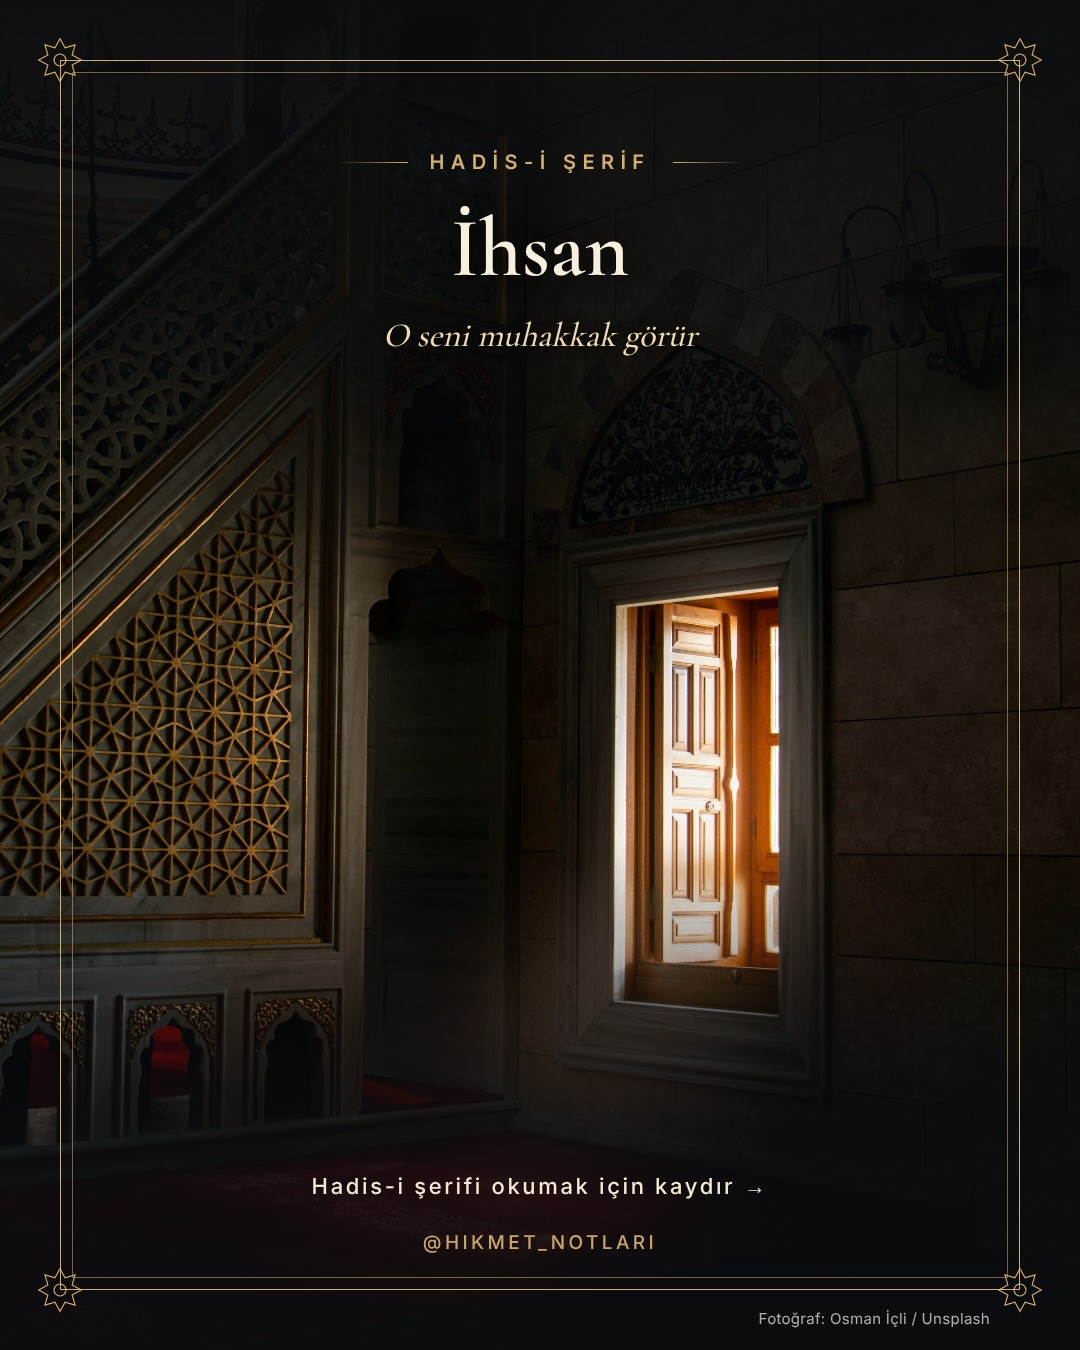 HADİS-İ ŞERİF
İhsan
O seni muhakkak görür
Hadis-i şerifi okumak için kaydır →
@HIKMET_NOTLARI
Fotoğraf: Osman İçli / Unsplash